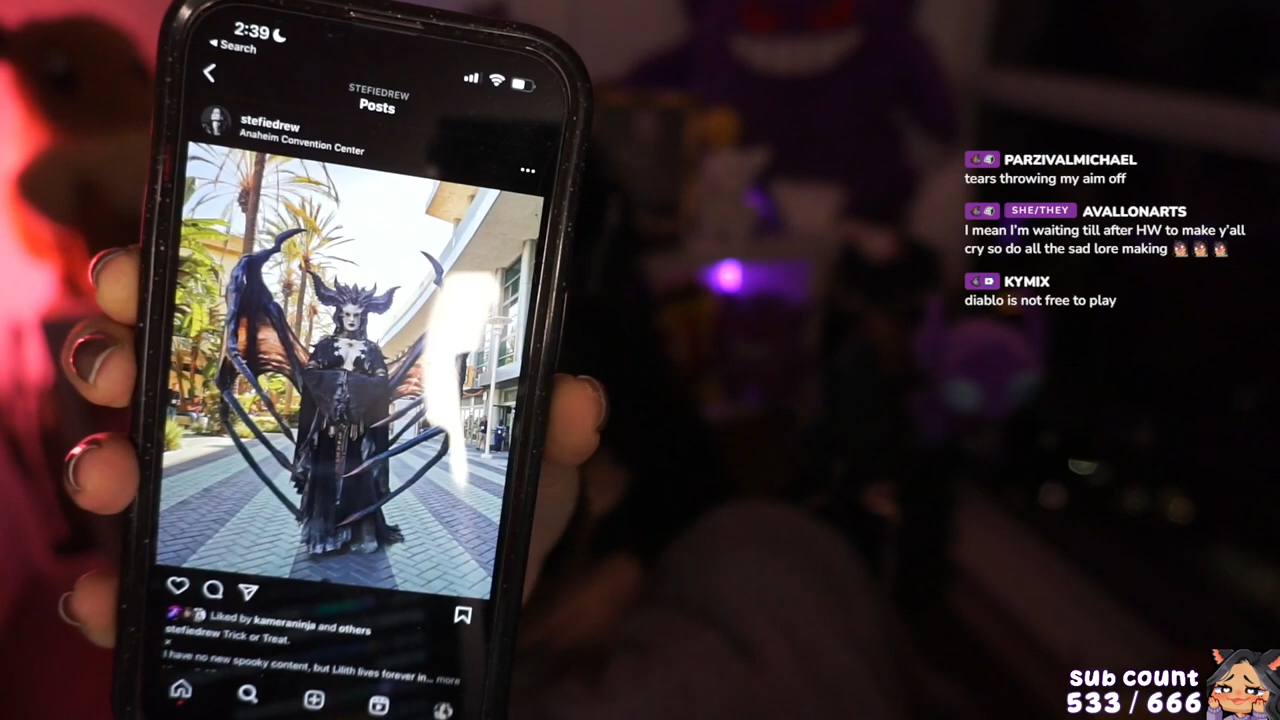 2:39
Search
STEFIEDREW
Posts
stefiedrew
Anaheim Convention Center
Liked by kameraninja and others
stefiedrew Trick or Treat.
I have no new spooky content, but Lilith lives forever in... more
PARZIVALMICHAEL
tears throwing my aim off
SHE/THEY AVALLONARTS
I mean I'm waiting till after HW to make y'all
cry so do all the sad lore making
KYMIX
diablo is not free to play
sub count
533 / 666